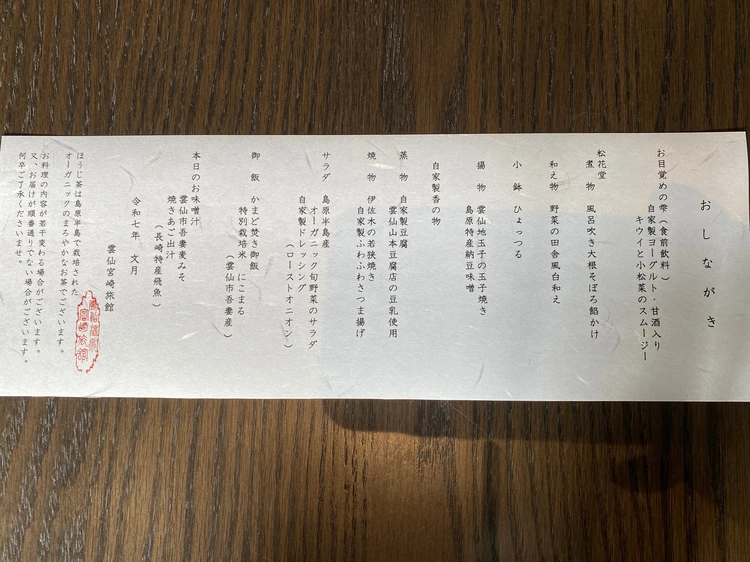 おしながき
お目覚めの雫（食前飲料）
自家製ヨーグルト・甘酒入り
キウイと小松菜のスムージー
松花堂
煮物 風呂吹き大根そぼろ餡かけ
和え物 野菜の田舎風白和え
小鉢 ひょっつる
揚物 雲仙地玉子の玉子焼き
島原特産納豆味噌
自家製香の物
蒸物 自家製豆腐
雲仙山本豆腐店の豆乳使用
焼物 伊佐木の若狭焼き
自家製ふわふわさつま揚げ
サラダ 島原半島産
オーガニック旬野菜のサラダ
自家製ドレッシング
（ローストオニオン）
御飯 かまど焚き御飯
特別栽培米 にこまる
（雲仙市吾妻産）
本日のお味噌汁
雲仙市吾妻麦みそ
焼きあご出汁
（長崎特産飛魚）
令和七年 文月
雲仙宮崎旅館
ほうじ茶は島原半島で栽培された
オーガニックのまろやかなお茶でございます。
お料理の内容が若干変わる場合がございます。
又、お届けが順番通りでない場合がございます。
何卒ご了承くださいませ。